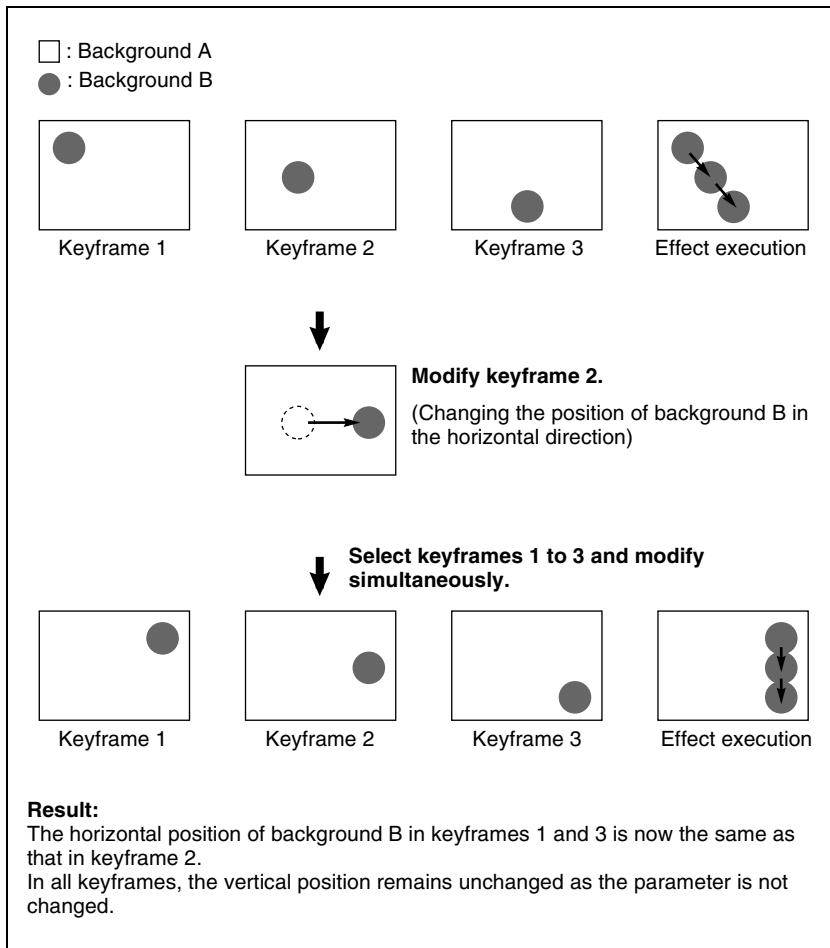 : Background A
: Background B
Keyframe 1
Keyframe 2
Keyframe 3
Effect execution
Modify keyframe 2.
(Changing the position of background B in
the horizontal direction)
Select keyframes 1 to 3 and modify
simultaneously.
Keyframe 1
Keyframe 2
Keyframe 3
Effect execution
Result:
The horizontal position of background B in keyframes 1 and 3 is now the same as
that in keyframe 2.
In all keyframes, the vertical position remains unchanged as the parameter is not
changed.